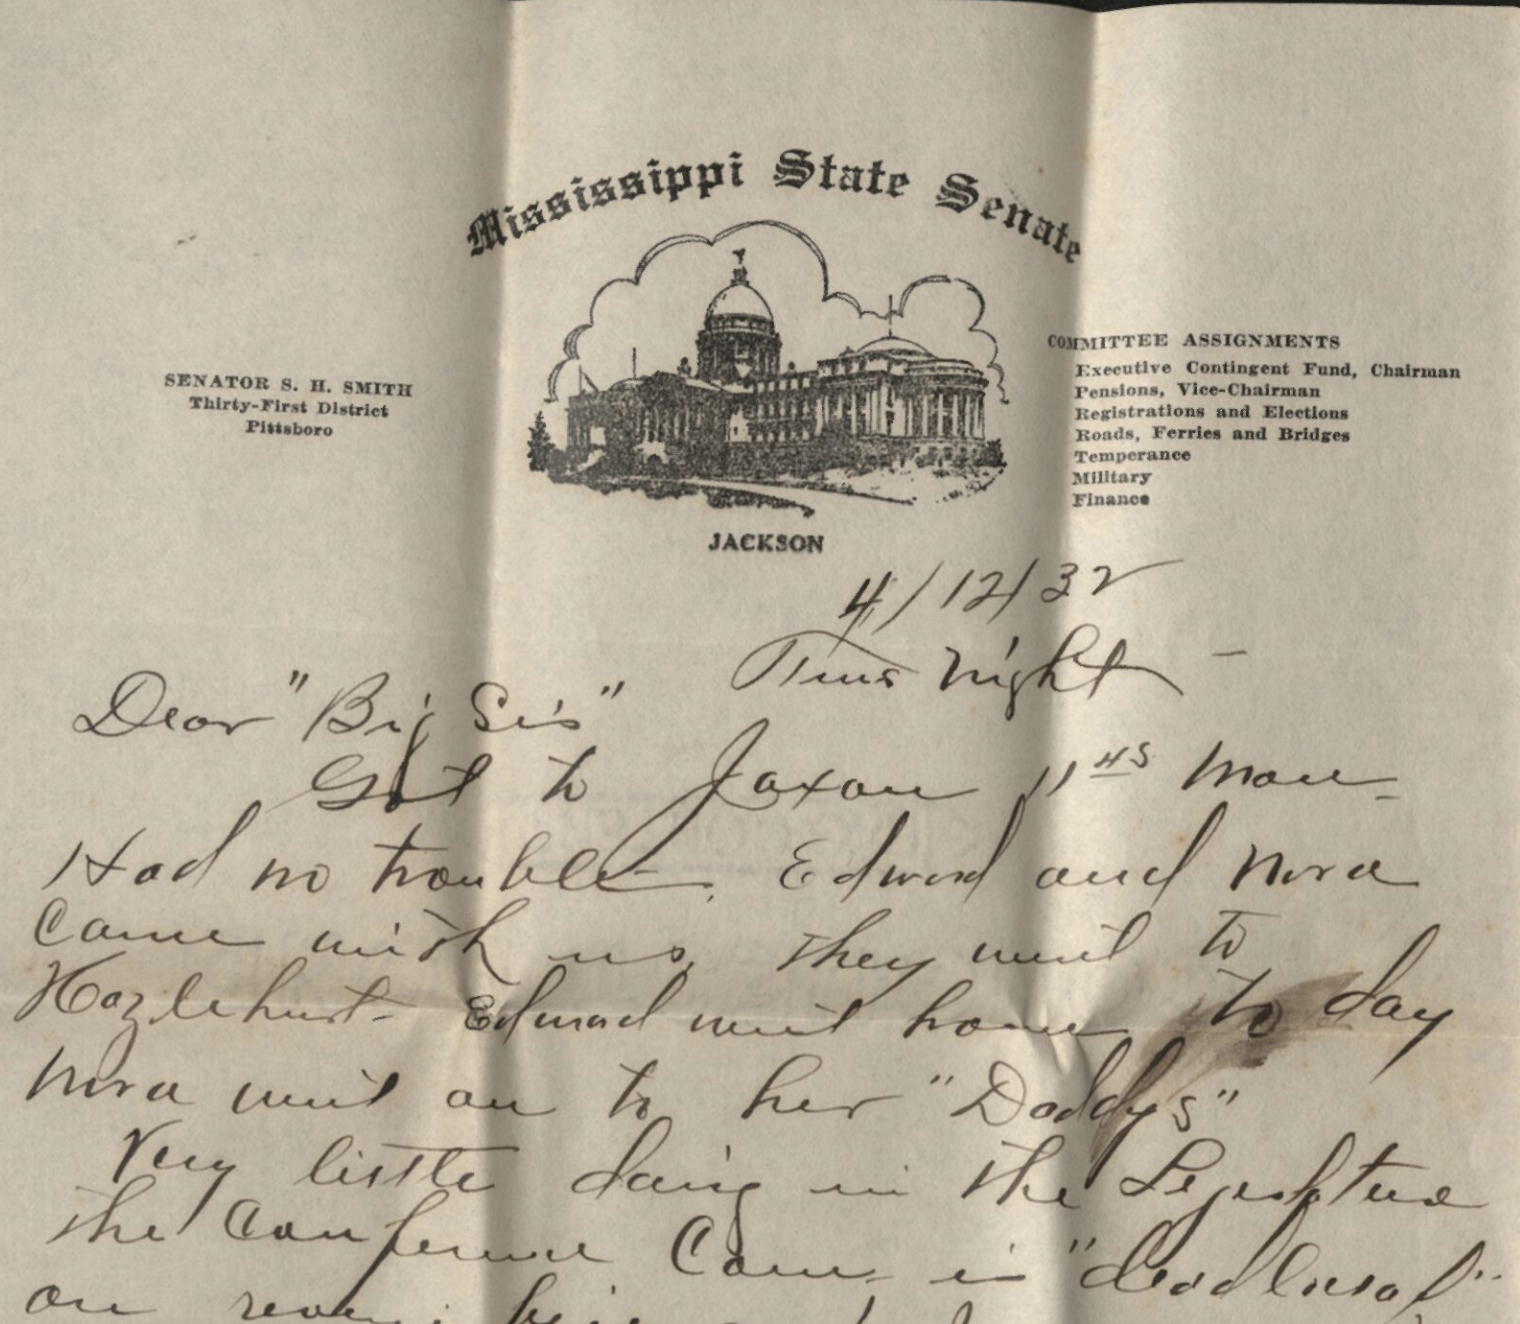 Mississippi State Senate
SENATOR S. H. SMITH
Thirty-First District
Pittsboro
COMMITTEE ASSIGNMENTS
Executive Contingent Fund, Chairman
Pensions, Vice-Chairman
Registrations and Elections
Roads, Ferries and Bridges
Temperance
Military
Finance
JACKSON
4/12/32
Tues Night -
Dear "Big Sis"
Got to Jaxon 11 45 Mon -
Had no trouble. Edward and Nora
came with us, they went to
Hazlehurst - Edward went home to day
Nora went on to her "Daddys"
Very little doing in the Legislature
the Conference Com. in "deadlock"
on